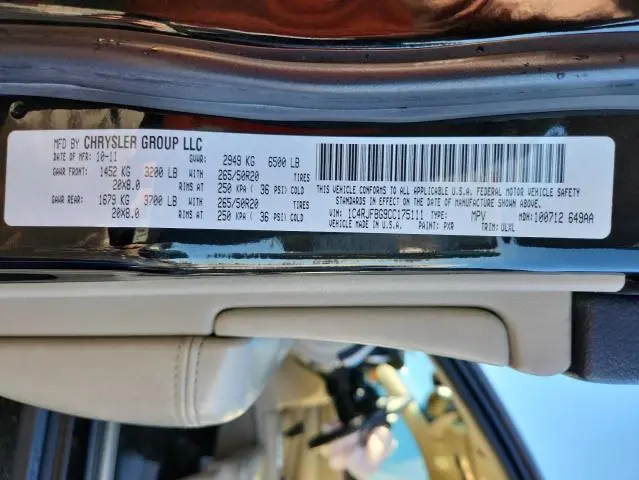 MFD BY CHRYSLER GROUP LLC
DATE OF MFR: 10-11 GVWR: 2949 KG 6500 LB
GAWR FRONT: 1452 KG 3200 LB WITH 265/50R20 TIRES
20X8.0 RIMS AT 250 KPA ( 36 PSI) COLD
GAWR REAR: 1679 KG 3700 LB WITH 265/50R20 TIRES
20X8.0 RIMS AT 250 KPA ( 36 PSI) COLD
THIS VEHICLE CONFORMS TO ALL APPLICABLE U.S.A. FEDERAL MOTOR VEHICLE SAFETY
STANDARDS IN EFFECT ON THE DATE OF MANUFACTURE SHOWN ABOVE.
VIN: 1C4RJFBG9CC175111 TYPE: MPV MDH: 100712 649AA
VEHICLE MADE IN U.S.A. PAINT: PXR TRIM: ULXL